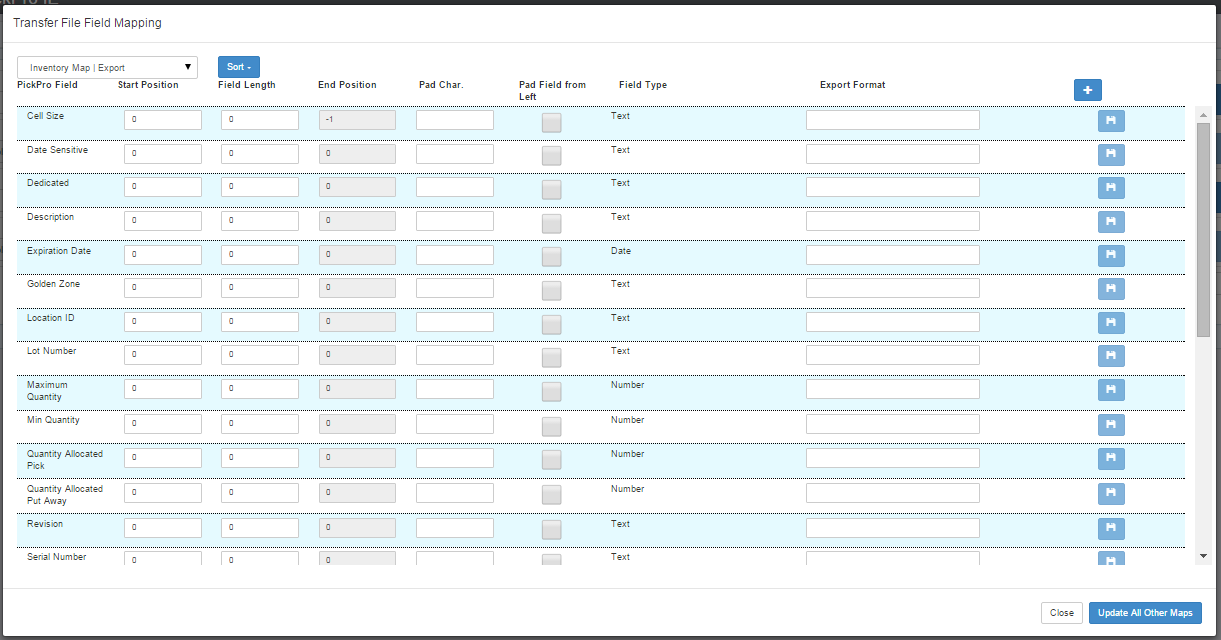 Transfer File Field Mapping
Inventory Map | Export
Sort
PickPro Field Start Position Field Length End Position Pad Char. Pad Field from Left Field Type Export Format
Cell Size 0 0 -1 Text
Date Sensitive 0 0 0 Text
Dedicated 0 0 0 Text
Description 0 0 0 Text
Expiration Date 0 0 0 Date
Golden Zone 0 0 0 Text
Location ID 0 0 0 Text
Lot Number 0 0 0 Text
Maximum Quantity 0 0 0 Number
Min Quantity 0 0 0 Number
Quantity Allocated Pick 0 0 0 Number
Quantity Allocated Put Away 0 0 0 Number
Revision 0 0 0 Text
Serial Number 0 0 0 Text
Close Update All Other Maps